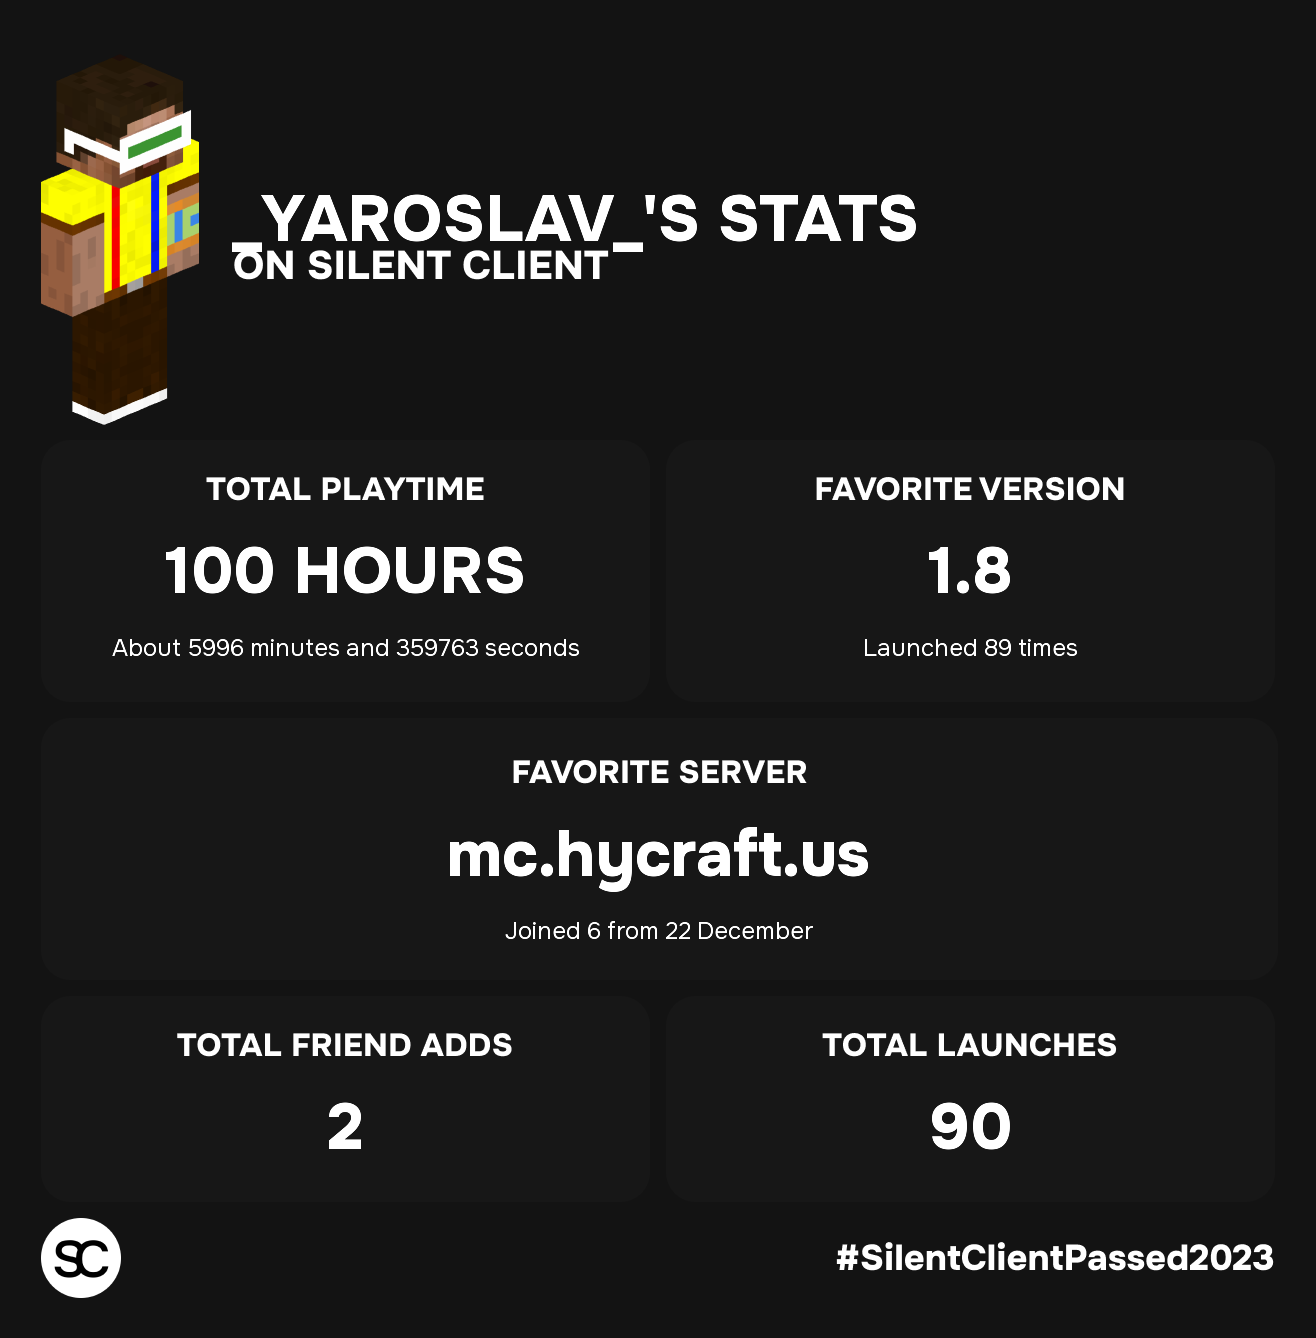 _YAROSLAV_'S STATS
ON SILENT CLIENT
TOTAL PLAYTIME
100 HOURS
About 5996 minutes and 359763 seconds
FAVORITE VERSION
1.8
Launched 89 times
FAVORITE SERVER
mc.hycraft.us
Joined 6 from 22 December
TOTAL FRIEND ADDS
2
TOTAL LAUNCHES
90
SC
#SilentClientPassed2023